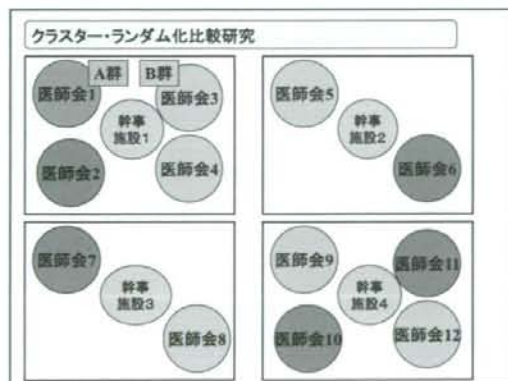 クラスター・ランダム化比較研究
A群
B群
医師会1
医師会3
幹事
施設1
医師会2
医師会4
医師会5
幹事
施設2
医師会6
医師会7
幹事
施設3
医師会8
医師会9
医師会11
幹事
施設4
医師会10
医師会12